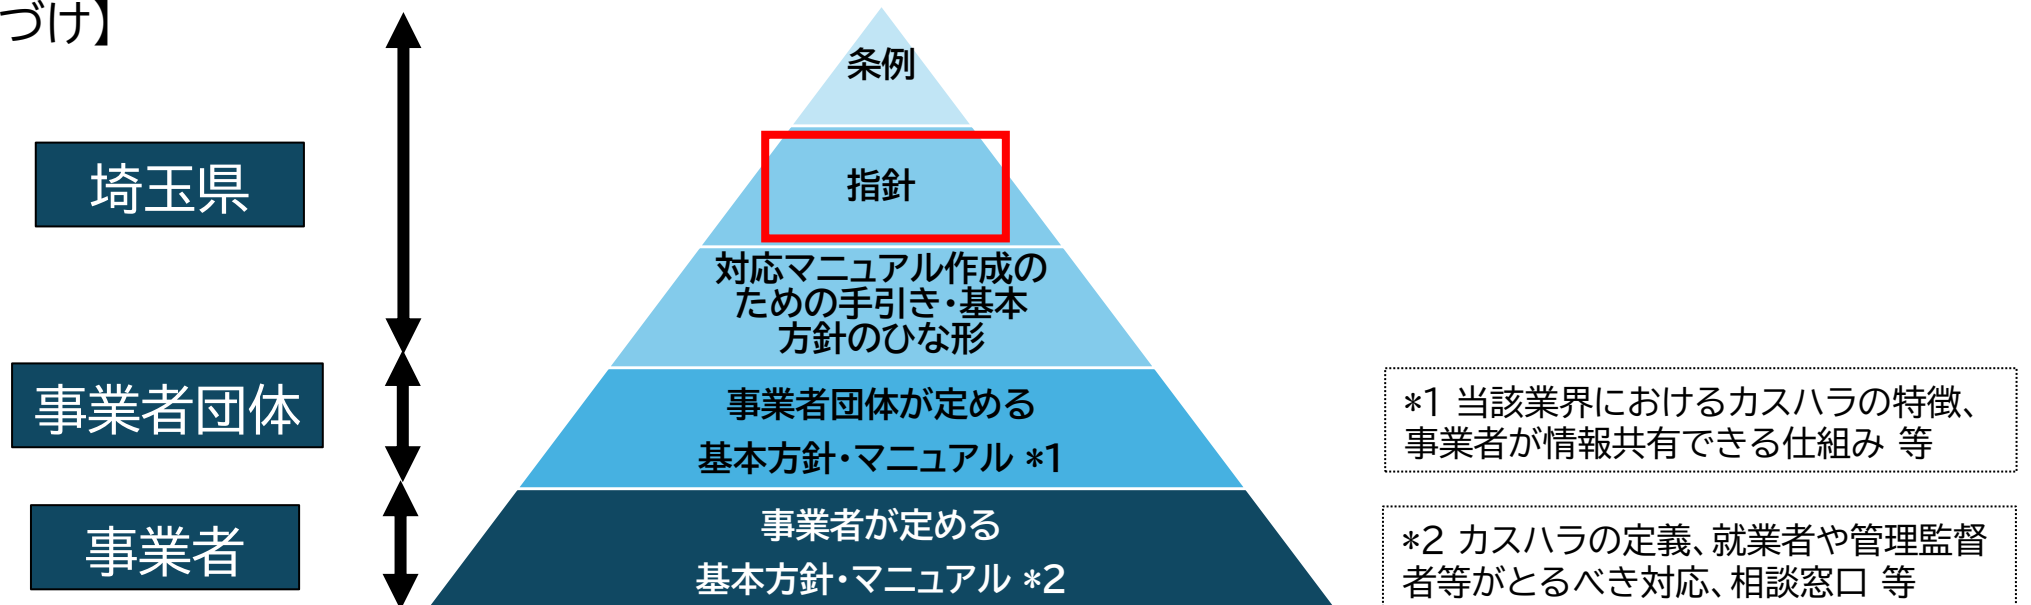 づけ】
条例
埼玉県
指針
対応マニュアル作成の
ための手引き・基本
方針のひな形
事業者団体
事業者団体が定める
基本方針・マニュアル *1
*1 当該業界におけるカスハラの特徴、
事業者が情報共有できる仕組み 等
事業者
事業者が定める
基本方針・マニュアル *2
*2 カスハラの定義、就業者や管理監督
者等がとるべき対応、相談窓口 等